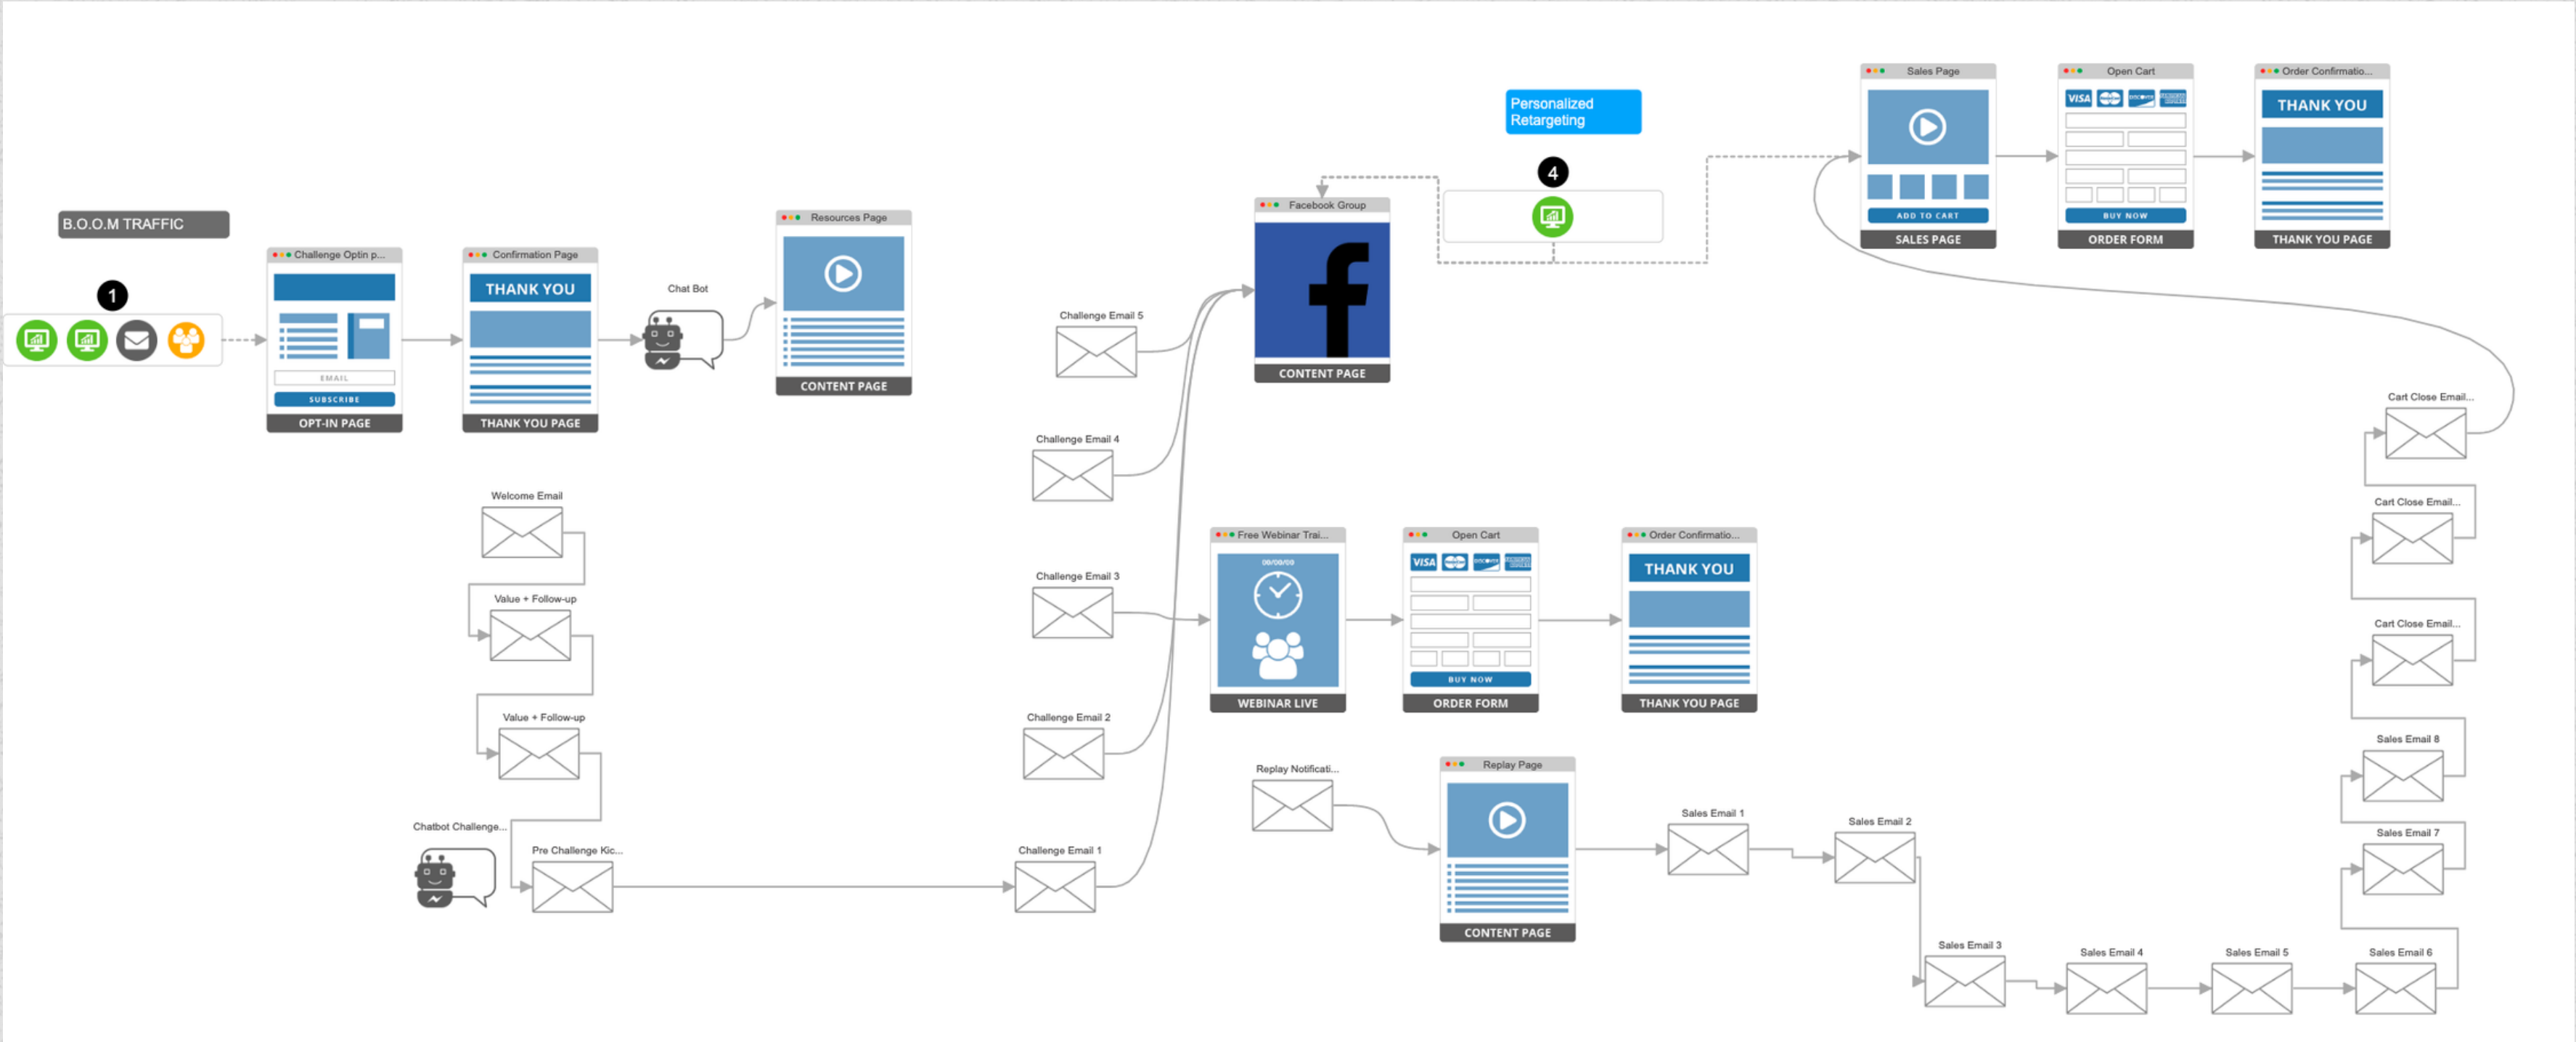 B.O.O.M TRAFFIC
1
Challenge Optin p...
EMAIL
SUBSCRIBE
OPT-IN PAGE
Confirmation Page
THANK YOU
THANK YOU PAGE
Chat Bot
Resources Page
CONTENT PAGE
Welcome Email
Value + Follow-up
Value + Follow-up
Chatbot Challenge...
Pre Challenge Kic...
Challenge Email 5
Challenge Email 4
Challenge Email 3
Challenge Email 2
Challenge Email 1
Facebook Group
f
CONTENT PAGE
Personalized
Retargeting
4
Sales Page
ADD TO CART
SALES PAGE
Open Cart
VISA
DISCOVER
BUY NOW
ORDER FORM
Order Confirmatio...
THANK YOU
THANK YOU PAGE
Free Webinar Trai...
00/00/00
WEBINAR LIVE
Open Cart
VISA
DISCOVER
BUY NOW
ORDER FORM
Order Confirmatio...
THANK YOU
THANK YOU PAGE
Replay Notificati...
Replay Page
CONTENT PAGE
Sales Email 1
Sales Email 2
Sales Email 3
Sales Email 4
Sales Email 5
Sales Email 6
Sales Email 7
Sales Email 8
Cart Close Email...
Cart Close Email...
Cart Close Email...